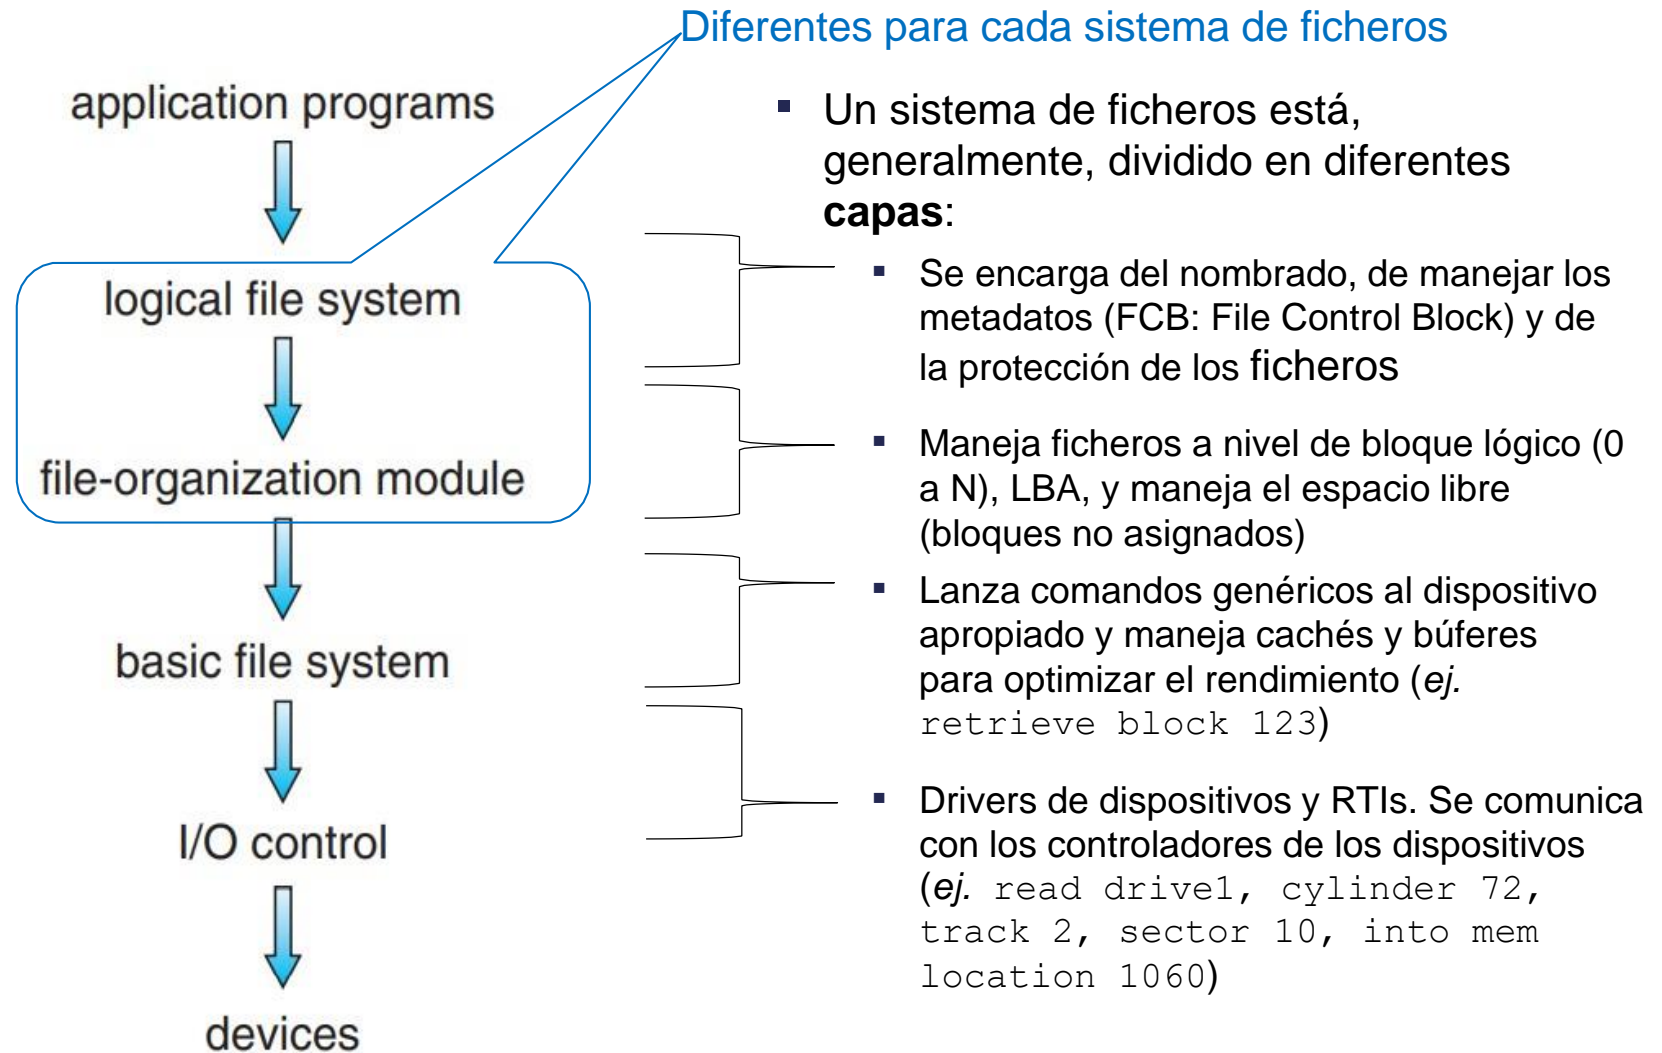 Diferentes para cada sistema de ficheros
application programs
logical file system
file-organization module
basic file system
I/O control
devices
▪ Un sistema de ficheros está,
generalmente, dividido en diferentes
capas:
▪ Se encarga del nombrado, de manejar los
metadatos (FCB: File Control Block) y de
la protección de los ficheros
▪ Maneja ficheros a nivel de bloque lógico (0
a N), LBA, y maneja el espacio libre
(bloques no asignados)
▪ Lanza comandos genéricos al dispositivo
apropiado y maneja cachés y búferes
para optimizar el rendimiento (ej.
retrieve block 123)
▪ Drivers de dispositivos y RTIs. Se comunica
con los controladores de los dispositivos
(ej. read drive1, cylinder 72,
track 2, sector 10, into mem
location 1060)